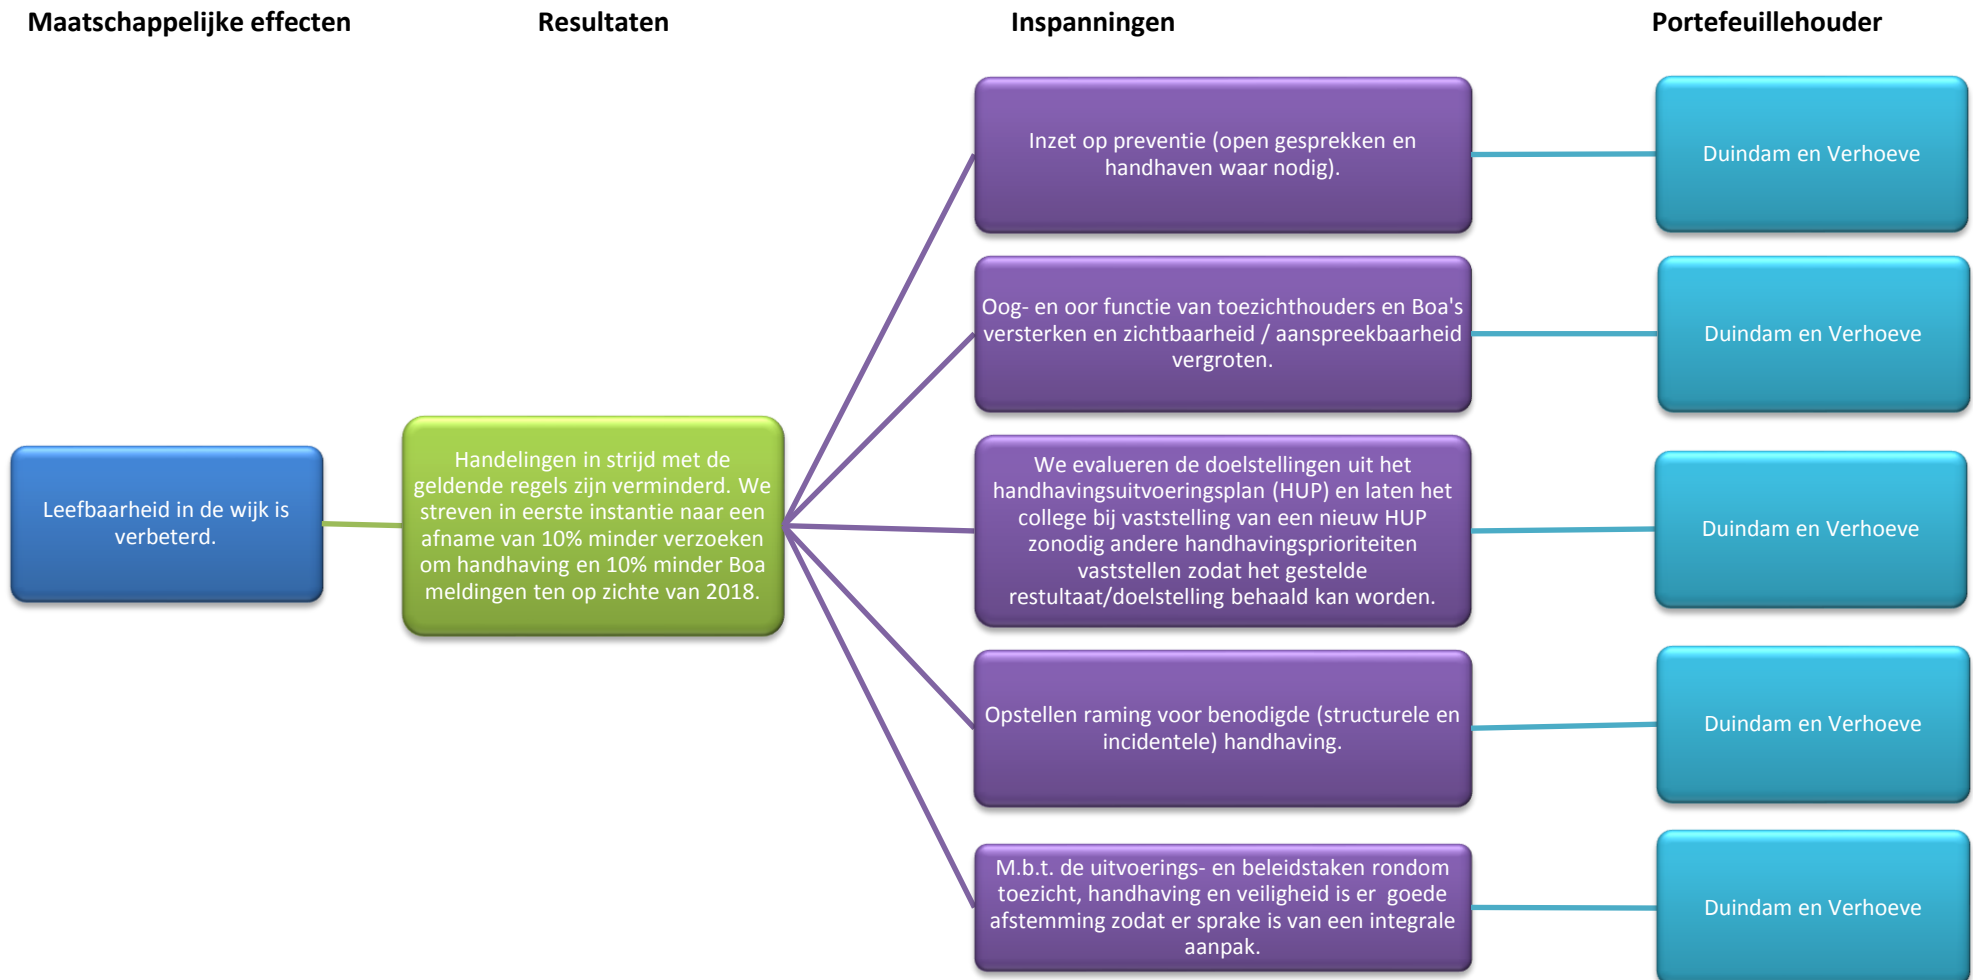 Maatschappelijke effecten
Resultaten
Inspanningen
Portefeuillehouder
Leefbaarheid in de wijk is
verbeterd.
Handelingen in strijd met de
geldende regels zijn verminderd. We
streven in eerste instantie naar een
afname van 10% minder verzoeken
om handhaving en 10% minder Boa
meldingen ten op zichte van 2018.
Inzet op preventie (open gesprekken en
handhaven waar nodig).
Duindam en Verhoeve
Oog- en oor functie van toezichthouders en Boa's
versterken en zichtbaarheid / aanspreekbaarheid
vergroten.
Duindam en Verhoeve
We evalueren de doelstellingen uit het
handhavingsuitvoeringsplan (HUP) en laten het
college bij vaststelling van een nieuw HUP
zonodig andere handhavingsprioriteiten
vaststellen zodat het gestelde
restultaat/doelstelling behaald kan worden.
Duindam en Verhoeve
Opstellen raming voor benodigde (structurele en
incidentele) handhaving.
Duindam en Verhoeve
M.b.t. de uitvoerings- en beleidstaken rondom
toezicht, handhaving en veiligheid is er  goede
afstemming zodat er sprake is van een integrale
aanpak.
Duindam en Verhoeve